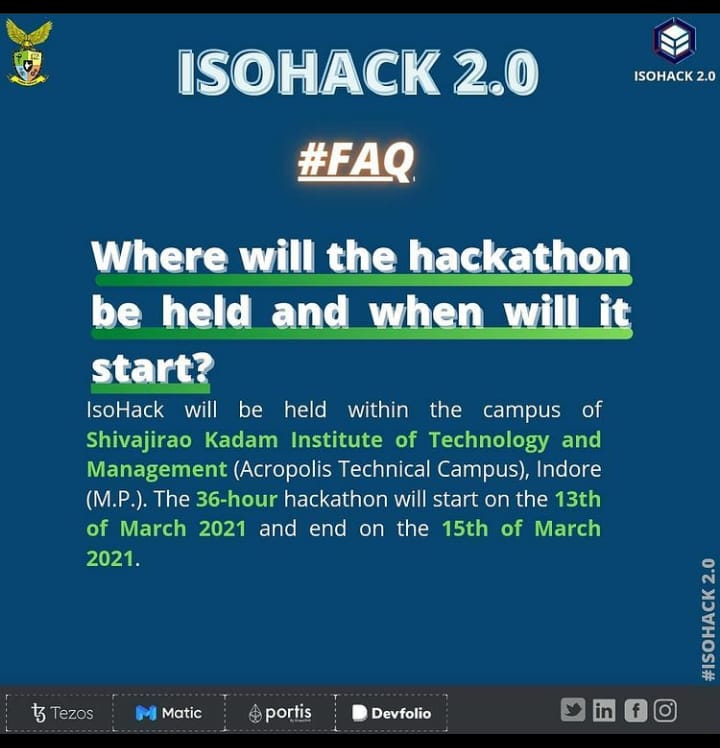 ISOHACK 2.0
ISOHACK 2.0
#FAQ
Where will the hackathon
be held and when will it
start?
IsoHack will be held within the campus of
Shivajirao Kadam Institute of Technology and
Management (Acropolis Technical Campus), Indore
(M.P.). The 36-hour hackathon will start on the 13th
of March 2021 and end on the 15th of March
2021.
#ISOHACK 2.0
Tezos
Matic
portis
Devfolio